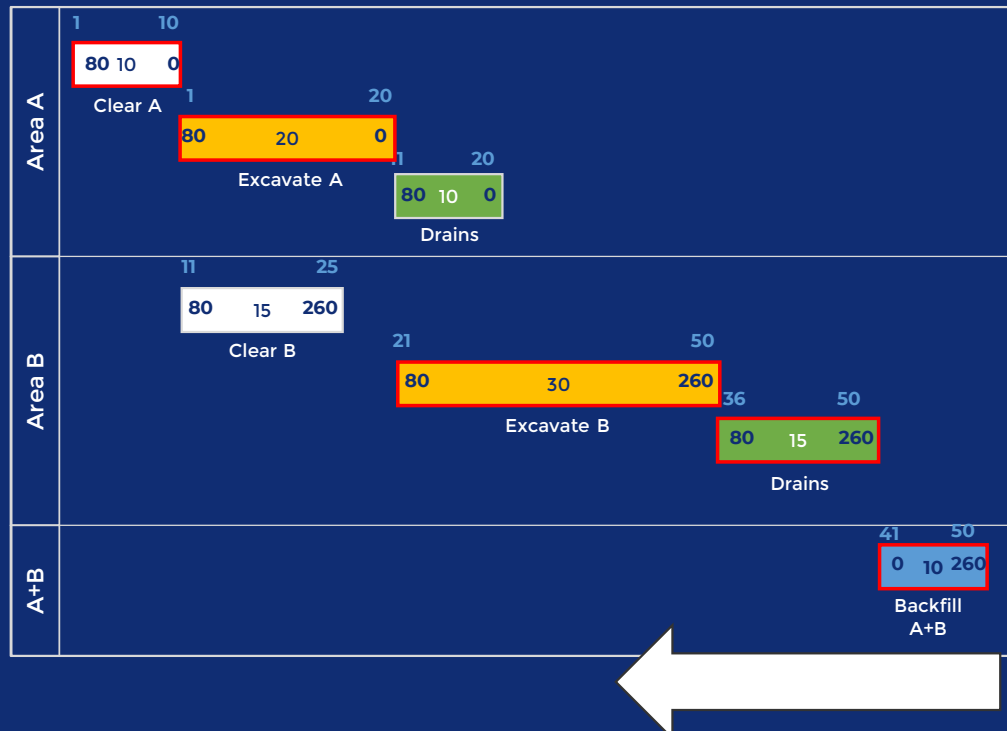 Area A
1 10
80 10 0
Clear A
1 20
80 20 0
Excavate A
11 20
80 10 0
Drains
Area B
11 25
80 15 260
Clear B
21 50
80 30 260
Excavate B
36 50
80 15 260
Drains
A+B
41 50
0 10 260
Backfill
A+B